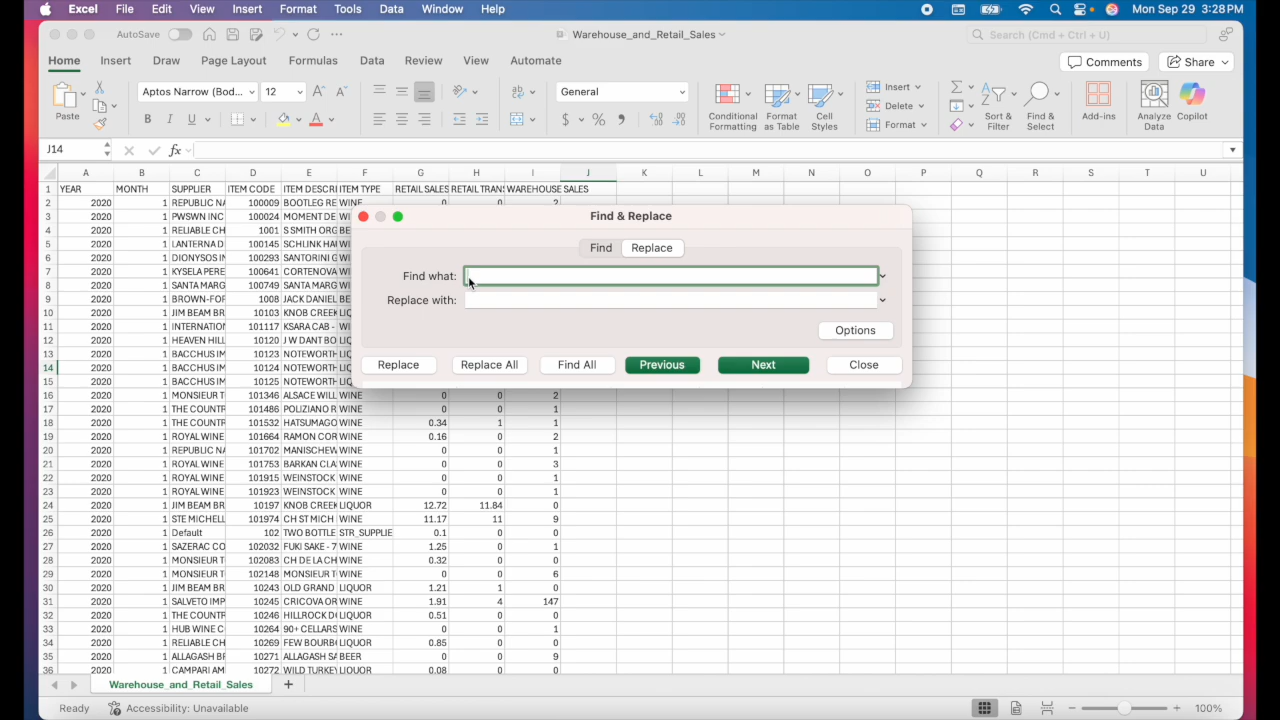 Excel File Edit View Insert Format Tools Data Window Help Mon Sep 29 3:28 PM
AutoSave Warehouse_and_Retail_Sales Search (Cmd + Ctrl + U)
Home Insert Draw Page Layout Formulas Data Review View Automate Comments Share
Paste Aptos Narrow (Bod... 12 General Conditional Formatting Format as Table Cell Styles Insert Delete Format Sort & Filter Find & Select Add-ins Analyze Data Copilot
B I U A $ %
J14 fx
A B C D E F G H J K L M N O P Q R S T U
1 YEAR MONTH SUPPLIER ITEM CODE ITEM DESCRI ITEM TYPE RETAIL SALES RETAIL TRAN WAREHOUSE SALES
2 2020 1 REPUBLIC NA 100009 BOOTLEG RE WINE 0 0 2
3 2020 1 PWSWN INC 100024 MOMENT DE WI
4 2020 1 RELIABLE CH 1001 S SMITH ORG BE
5 2020 1 LANTERNA D 100145 SCHLINK HAI WI
6 2020 1 DIONYSOS IN 100293 SANTORINI G WI
7 2020 1 KYSELA PERE 100641 CORTENOVA WI
8 2020 1 SANTA MARG 100749 SANTA MARG WI
9 2020 1 BROWN-FOR 1008 JACK DANIEL BE
10 2020 1 JIM BEAM BR 10103 KNOB CREEK LIQ
11 2020 1 INTERNATION 101117 KSARA CAB - WI
12 2020 1 HEAVEN HILL 10120 J W DANT BO LIQ
13 2020 1 BACCHUS IM 10123 NOTEWORTH LIQ
14 2020 1 BACCHUS IM 10124 NOTEWORTH LIQ
15 2020 1 BACCHUS IM 10125 NOTEWORTH LIQ
Find & Replace
Find Replace
Find what:
Replace with:
Options
Replace Replace All Find All Previous Next Close
16 2020 1 MONSIEUR T 101346 ALSACE WILL WINE 0 0 2
17 2020 1 THE COUNTR 101486 POLIZIANO R WINE 0 0 1
18 2020 1 THE COUNTR 101532 HATSUMAGO WINE 0.34 1 1
19 2020 1 ROYAL WINE 101664 RAMON COR WINE 0.16 0 2
20 2020 1 REPUBLIC NA 101702 MANISCHEW WINE 0 0 1
21 2020 1 ROYAL WINE 101753 BARKAN CLA WINE 0 0 3
22 2020 1 ROYAL WINE 101915 WEINSTOCK WINE 0 0 1
23 2020 1 ROYAL WINE 101923 WEINSTOCK WINE 0 0 1
24 2020 1 JIM BEAM BR 10197 KNOB CREEK LIQUOR 12.72 11.84 0
25 2020 1 STE MICHELL 101974 CH ST MICH WINE 11.17 11 9
26 2020 1 Default 102 TWO BOTTLE STR_SUPPLIE 0.1 0 0
27 2020 1 SAZERAC CO 102032 FUKI SAKE - 7 WINE 1.25 0 1
28 2020 1 MONSIEUR T 102083 CH DE LA CH WINE 0.32 0 0
29 2020 1 MONSIEUR T 102148 MONSIEUR T WINE 0 0 6
30 2020 1 JIM BEAM BR 10243 OLD GRAND LIQUOR 1.21 1 0
31 2020 1 SALVETO IMP 10245 CRICOVA OR WINE 1.91 4 147
32 2020 1 THE COUNTR 10246 HILLROCK DO LIQUOR 0.51 0 0
33 2020 1 HUB WINE C 10264 90+ CELLARS WINE 0 0 1
34 2020 1 RELIABLE CH 10269 FEW BOURBO LIQUOR 0.85 0 0
35 2020 1 ALLAGASH BR 10271 ALLAGASH SA BEER 0 0 9
36 2020 1 CAMPARI AM 10272 WILD TURKEY LIQUOR 0.08 0 0
Warehouse_and_Retail_Sales +
Ready Accessibility: Unavailable 100%